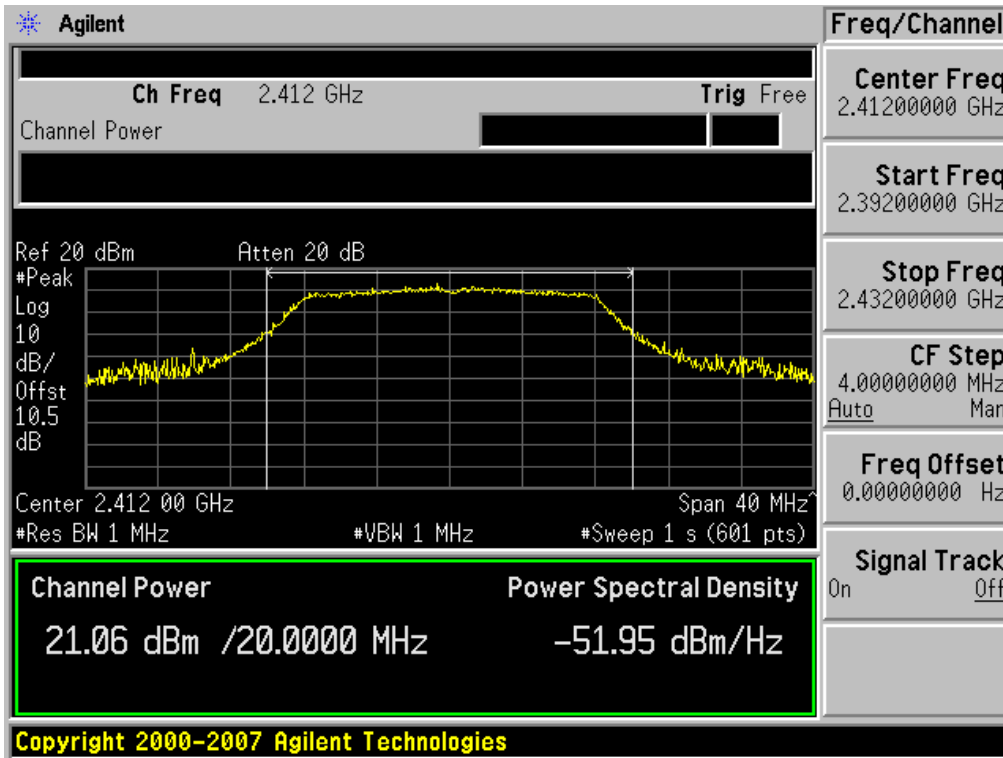 Agilent
Ch Freq 2.412 GHz Trig Free
Channel Power
Ref 20 dBm Atten 20 dB
#Peak
Log
10
dB/
Offst
10.5
dB
Center 2.412 00 GHz Span 40 MHz^
#Res BW 1 MHz #VBW 1 MHz #Sweep 1 s (601 pts)
Channel Power Power Spectral Density
21.06 dBm /20.0000 MHz -51.95 dBm/Hz
Copyright 2000-2007 Agilent Technologies
Freq/Channel
Center Freq
2.41200000 GHz
Start Freq
2.39200000 GHz
Stop Freq
2.43200000 GHz
CF Step
4.00000000 MHz
Auto Man
Freq Offset
0.00000000 Hz
Signal Track
On Off